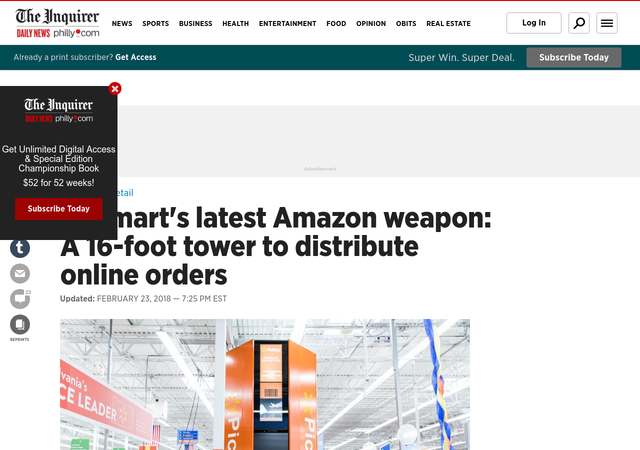 The Inquirer
DAILY NEWS philly.com
NEWS SPORTS BUSINESS HEALTH ENTERTAINMENT FOOD OPINION OBITS REAL ESTATE
Log In
Already a print subscriber? Get Access
Super Win. Super Deal.
Subscribe Today
The Inquirer
DAILY NEWS philly.com
Get Unlimited Digital Access
& Special Edition
Championship Book
$52 for 52 weeks!
Subscribe Today
Advertisement
etail
mart's latest Amazon weapon:
A 16-foot tower to distribute
online orders
Updated: FEBRUARY 23, 2018 — 7:25 PM EST
t
23
REPRINTS
vania's
CE LEADER
Pic
Pic